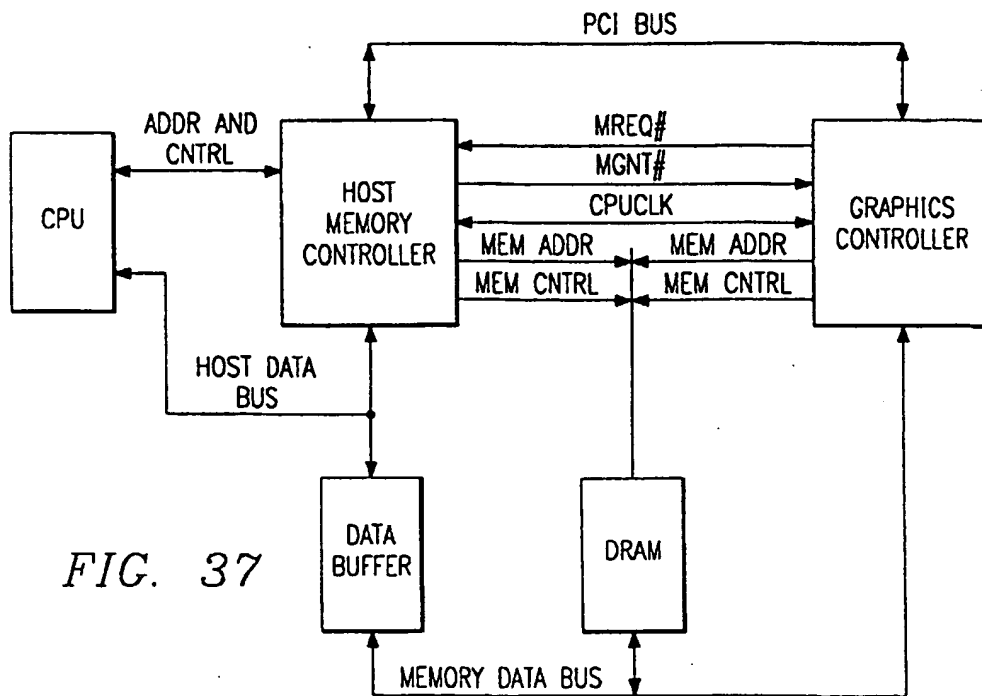 PCI BUS
ADDR AND
CNTRL
MREQ#
MGNT#
CPUCLK
MEM ADDR
MEM ADDR
MEM CNTRL
MEM CNTRL
CPU
HOST
MEMORY
CONTROLLER
GRAPHICS
CONTROLLER
HOST DATA
BUS
DATA
BUFFER
DRAM
FIG. 37
MEMORY DATA BUS